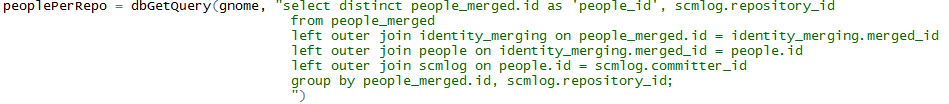 peoplePerRepo = dbGetQuery(gnome, "select distinct people_merged.id as 'people_id', scmlog.repository_id
from people_merged
left outer join identity_merging on people_merged.id = identity_merging.merged_id
left outer join people on identity_merging.merged_id = people.id
left outer join scmlog on people.id = scmlog.committer_id
group by people_merged.id, scmlog.repository_id;
")